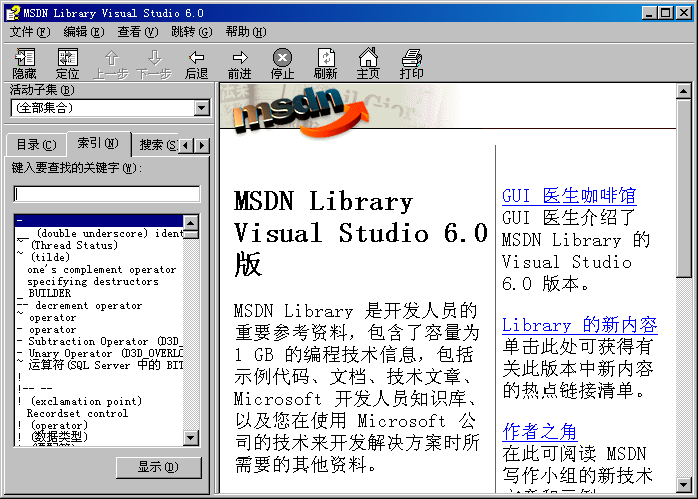 MSDN Library Visual Studio 6.0
文件(F) 编辑(E) 查看(V) 跳转(G) 帮助(H)
隐藏 定位 上一步 下一步 后退 前进 停止 刷新 主页 打印
活动子集(B)
(全部集合)
目录(C) 索引(N) 搜索(S
键入要查找的关键字(W):
-
_ (double underscore) ident
~ (Thread Status)
~ (tilde)
one's complement operator
specifying destructors
_ BUILDER
-- decrement operator
~ operator
- operator
- Subtraction Operator (D3D_
- Unary Operator (D3D_OVERLO
~运算符(SQL Server 中的 BIT
!
!-- --
! (exclamation point)
Recordset control
! (operator)
! (数据类型)
显示(D)
msdn
MSDN Library
Visual Studio 6.0
版
MSDN Library 是开发人员的
重要参考资料，包含了容量为
1 GB 的编程技术信息，包括
示例代码、文档、技术文章、
Microsoft 开发人员知识库、
以及您在使用 Microsoft 公
司的技术来开发解决方案时所
需要的其他资料。
GUI 医生咖啡馆
GUI 医生介绍了
MSDN Library 的
Visual Studio
6.0 版本。
Library 的新内容
单击此处可获得有
关此版本中新内容
的热点链接清单。
作者之角
在此可阅读 MSDN
写作小组的新技术